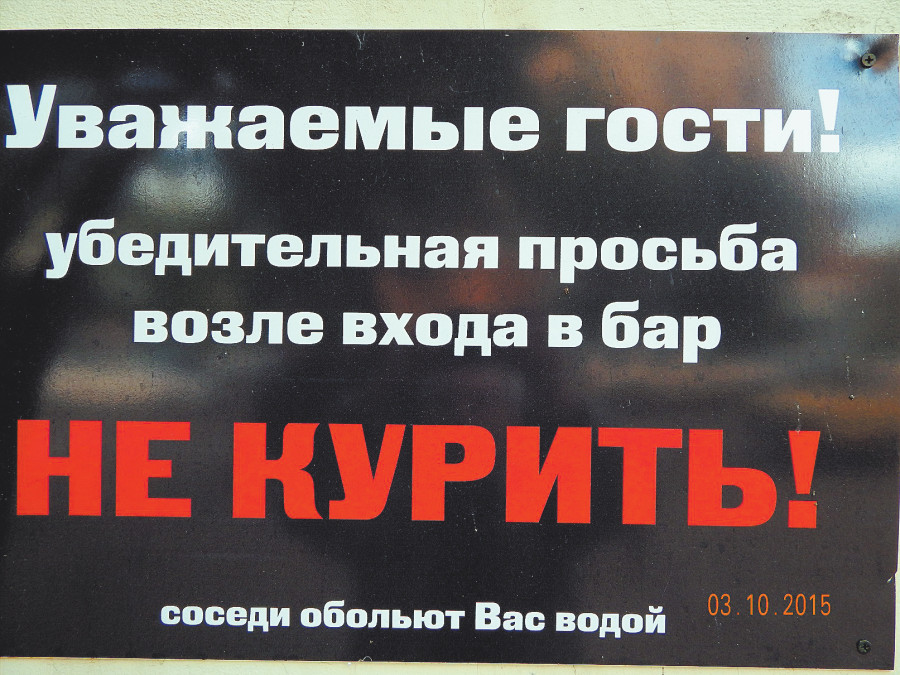 Уважаемые гости!
убедительная просьба
возле входа в бар
НЕ КУРИТЬ!
соседи обольют Вас водой
03.10.2015